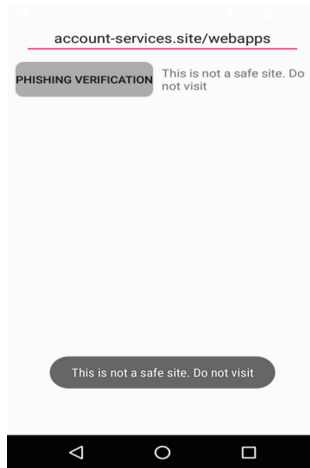 account-services.site/webapps
PHISHING VERIFICATION
This is not a safe site. Do
not visit
This is not a safe site. Do not visit